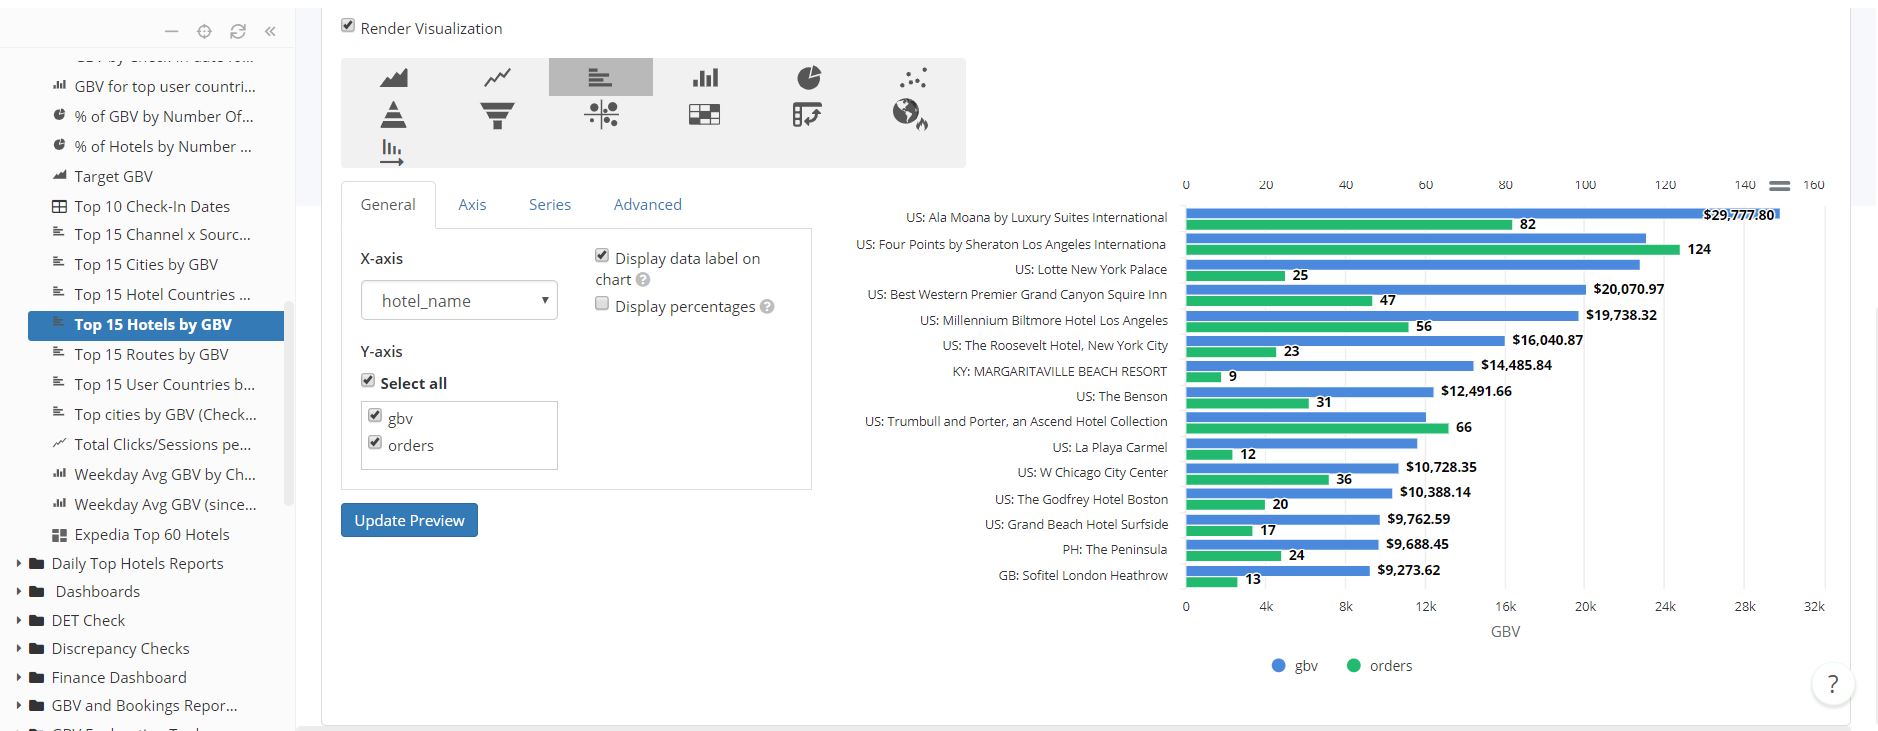 GBV for top user countri...
% of GBV by Number Of...
% of Hotels by Number ...
Target GBV
Top 10 Check-In Dates
Top 15 Channel x Sourc...
Top 15 Cities by GBV
Top 15 Hotel Countries ...
Top 15 Hotels by GBV
Top 15 Routes by GBV
Top 15 User Countries b...
Top cities by GBV (Check...
Total Clicks/Sessions pe...
Weekday Avg GBV by Ch...
Weekday Avg GBV (since...
Expedia Top 60 Hotels
Daily Top Hotels Reports
Dashboards
DET Check
Discrepancy Checks
Finance Dashboard
GBV and Bookings Repor...
Render Visualization
General Axis Series Advanced
X-axis
hotel_name
Display data label on
chart ?
Display percentages ?
Y-axis
Select all
gbv
orders
Update Preview
0 20 40 60 80 100 120 140 160
US: Ala Moana by Luxury Suites International $29,777.80
82
US: Four Points by Sheraton Los Angeles Internationa
124
US: Lotte New York Palace
25
US: Best Western Premier Grand Canyon Squire Inn $20,070.97
47
US: Millennium Biltmore Hotel Los Angeles $19,738.32
56
US: The Roosevelt Hotel, New York City $16,040.87
23
KY: MARGARITAVILLE BEACH RESORT $14,485.84
9
US: The Benson $12,491.66
31
US: Trumbull and Porter, an Ascend Hotel Collection
66
US: La Playa Carmel
12
US: W Chicago City Center $10,728.35
36
US: The Godfrey Hotel Boston $10,388.14
20
US: Grand Beach Hotel Surfside $9,762.59
17
PH: The Peninsula $9,688.45
24
GB: Sofitel London Heathrow $9,273.62
13
0 4k 8k 12k 16k 20k 24k 28k 32k
GBV
gbv orders
?